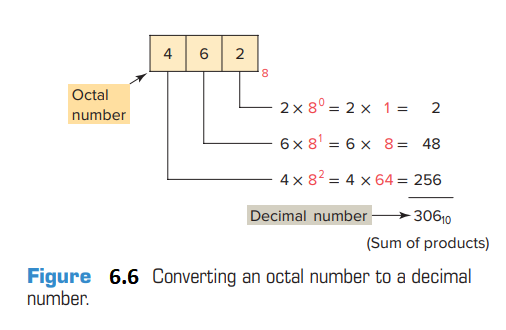 4 6 2
8
Octal
number
2 × 8⁰ = 2 × 1 = 2
6 × 8¹ = 6 × 8 = 48
4 × 8² = 4 × 64 = 256
Decimal number 306₁₀
(Sum of products)
Figure 6.6 Converting an octal number to a decimal
number.